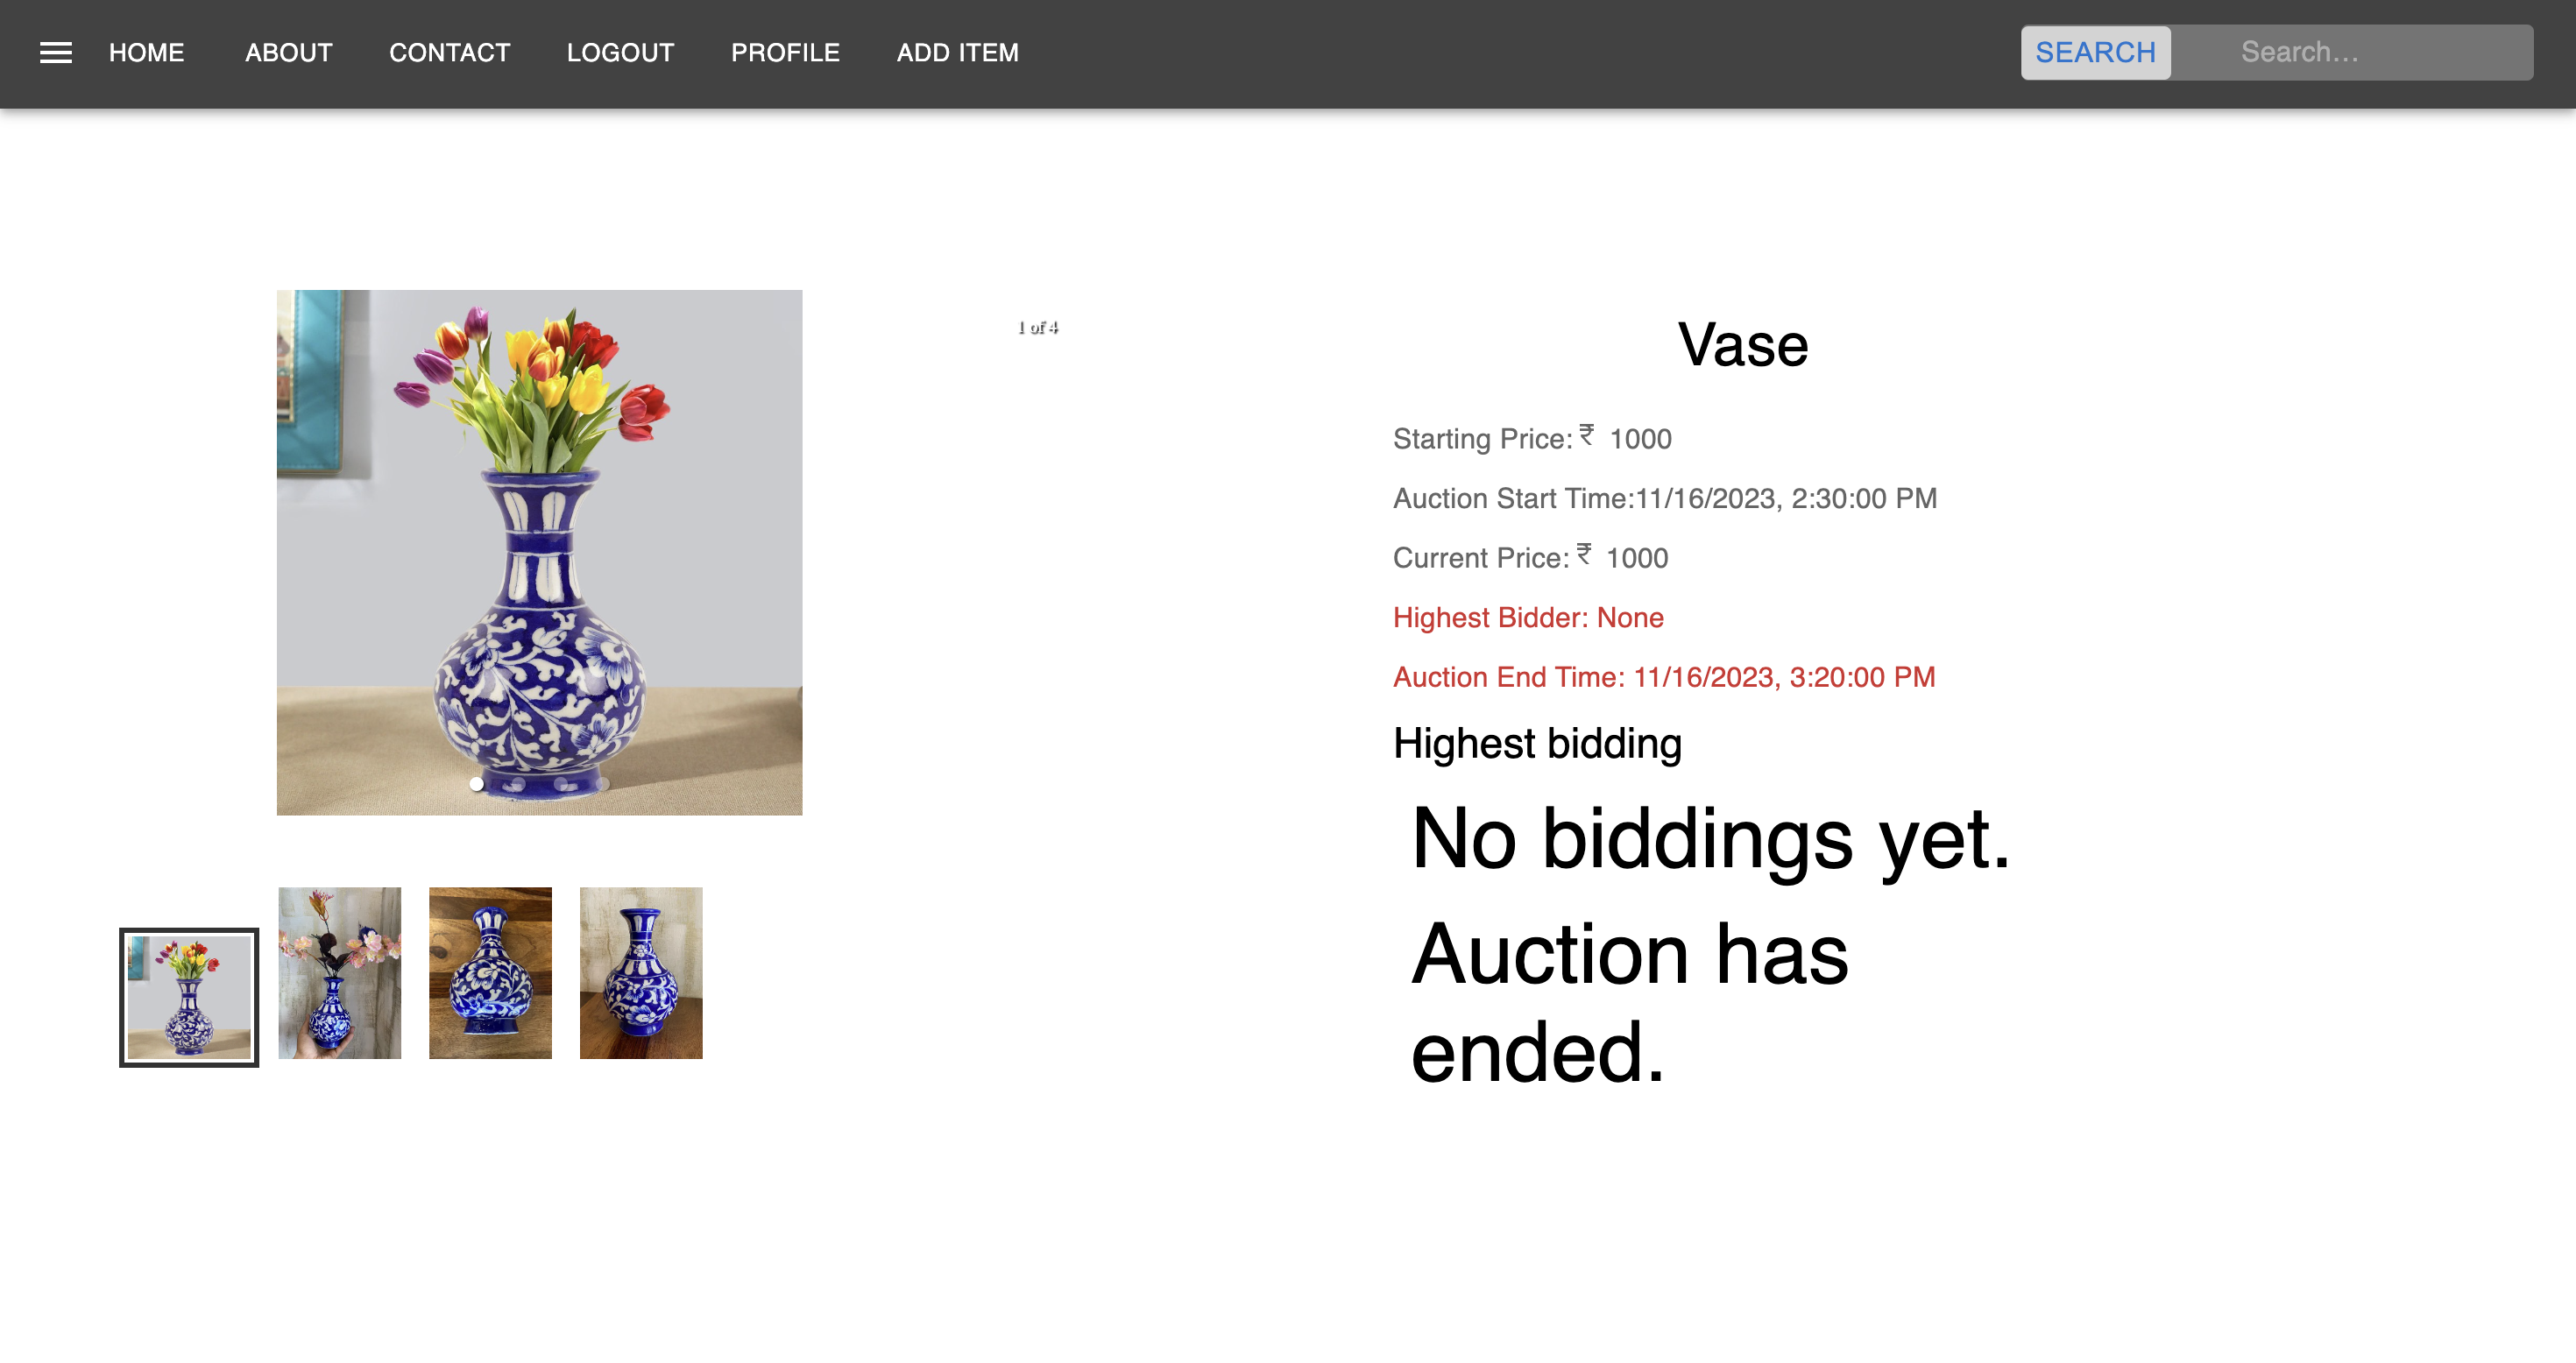 HOME ABOUT CONTACT LOGOUT PROFILE ADD ITEM SEARCH Search...
1 of 4
Vase
Starting Price: ₹ 1000
Auction Start Time:11/16/2023, 2:30:00 PM
Current Price: ₹ 1000
Highest Bidder: None
Auction End Time: 11/16/2023, 3:20:00 PM
Highest bidding
No biddings yet.
Auction has
ended.